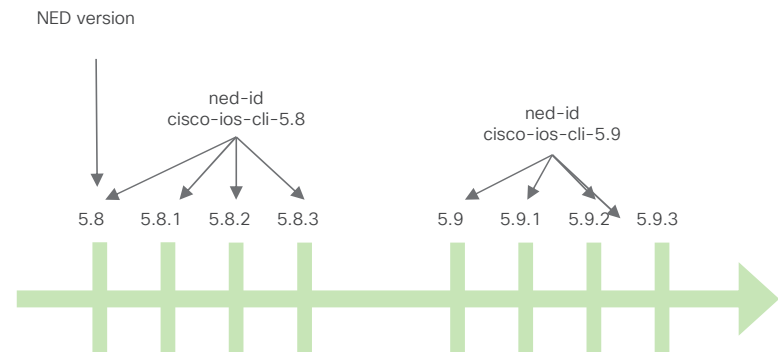 NED version
ned-id
cisco-ios-cli-5.8
ned-id
cisco-ios-cli-5.9
5.8
5.8.1
5.8.2
5.8.3
5.9
5.9.1
5.9.2
5.9.3